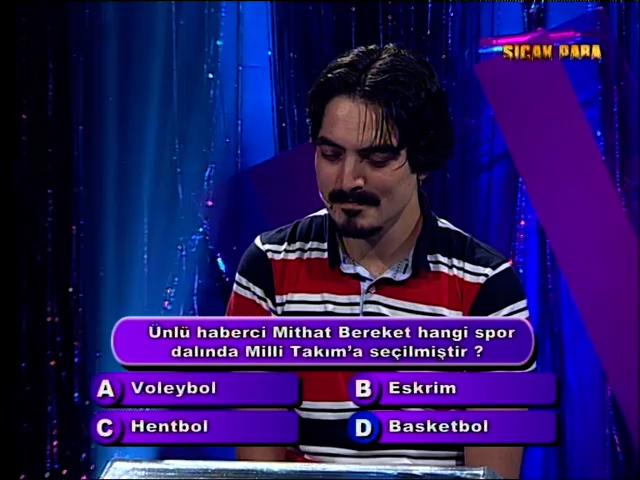 SICAK PARA
Ünlü haberci Mithat Bereket hangi spor
dalında Milli Takım'a seçilmiştir ?
A Voleybol
B Eskrim
C Hentbol
D Basketbol